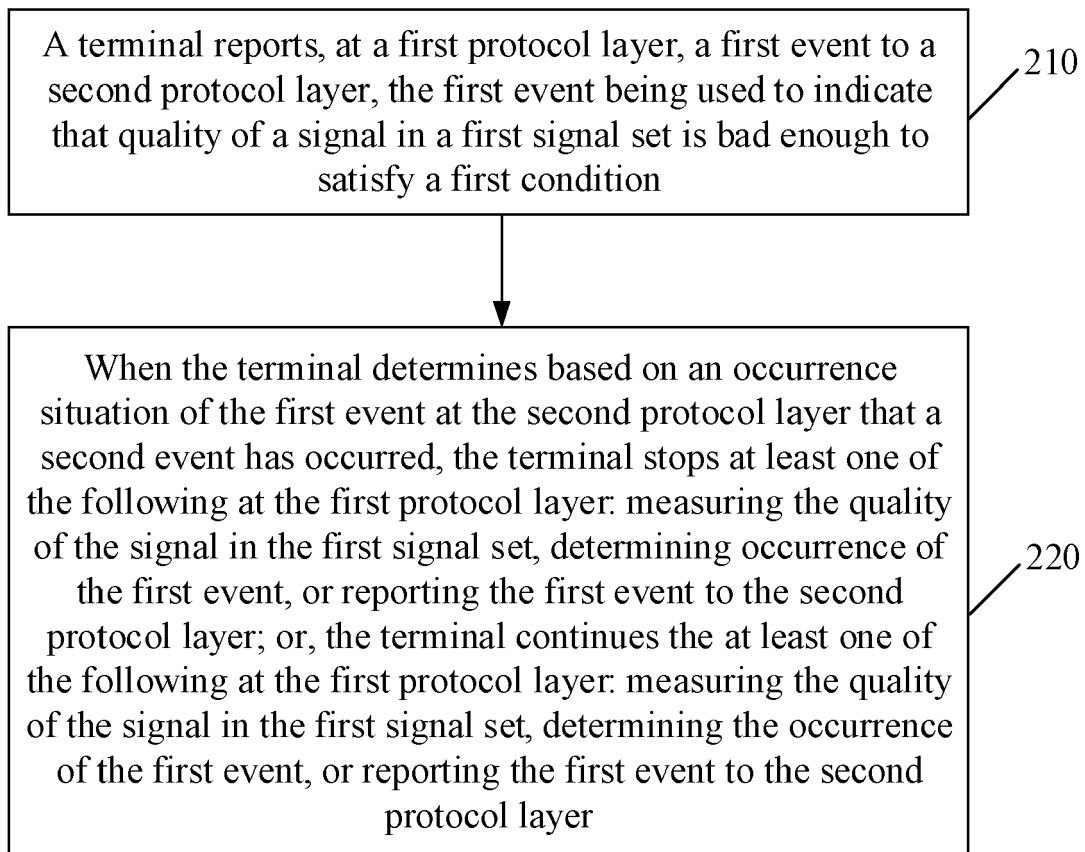 A terminal reports, at a first protocol layer, a first event to a
second protocol layer, the first event being used to indicate
that quality of a signal in a first signal set is bad enough to
satisfy a first condition
210
When the terminal determines based on an occurrence
situation of the first event at the second protocol layer that a
second event has occurred, the terminal stops at least one of
the following at the first protocol layer: measuring the quality
of the signal in the first signal set, determining occurrence of
the first event, or reporting the first event to the second
protocol layer; or, the terminal continues the at least one of
the following at the first protocol layer: measuring the quality
of the signal in the first signal set, determining the occurrence
of the first event, or reporting the first event to the second
protocol layer
220